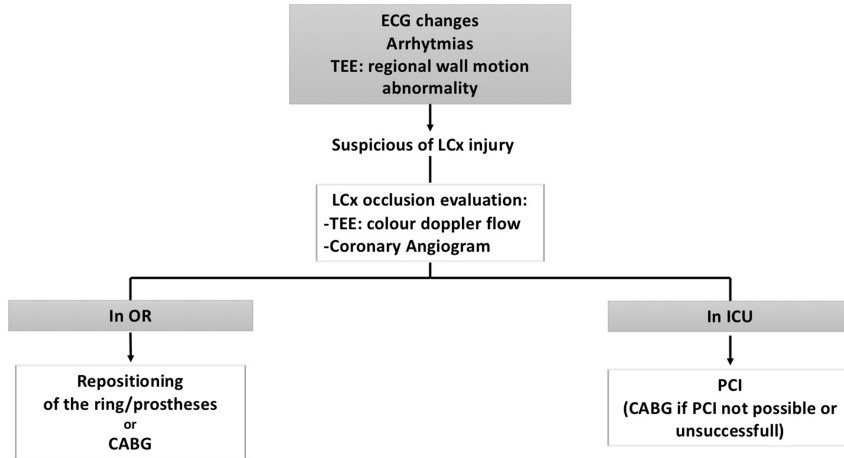 ECG changes
Arrhytmias
TEE: regional wall motion
abnormality
Suspicious of LCx injury
LCx occlusion evaluation:
-TEE: colour doppler flow
-Coronary Angiogram
In OR
In ICU
Repositioning
of the ring/prostheses
or
CABG
PCI
(CABG if PCI not possible or
unsuccessfull)